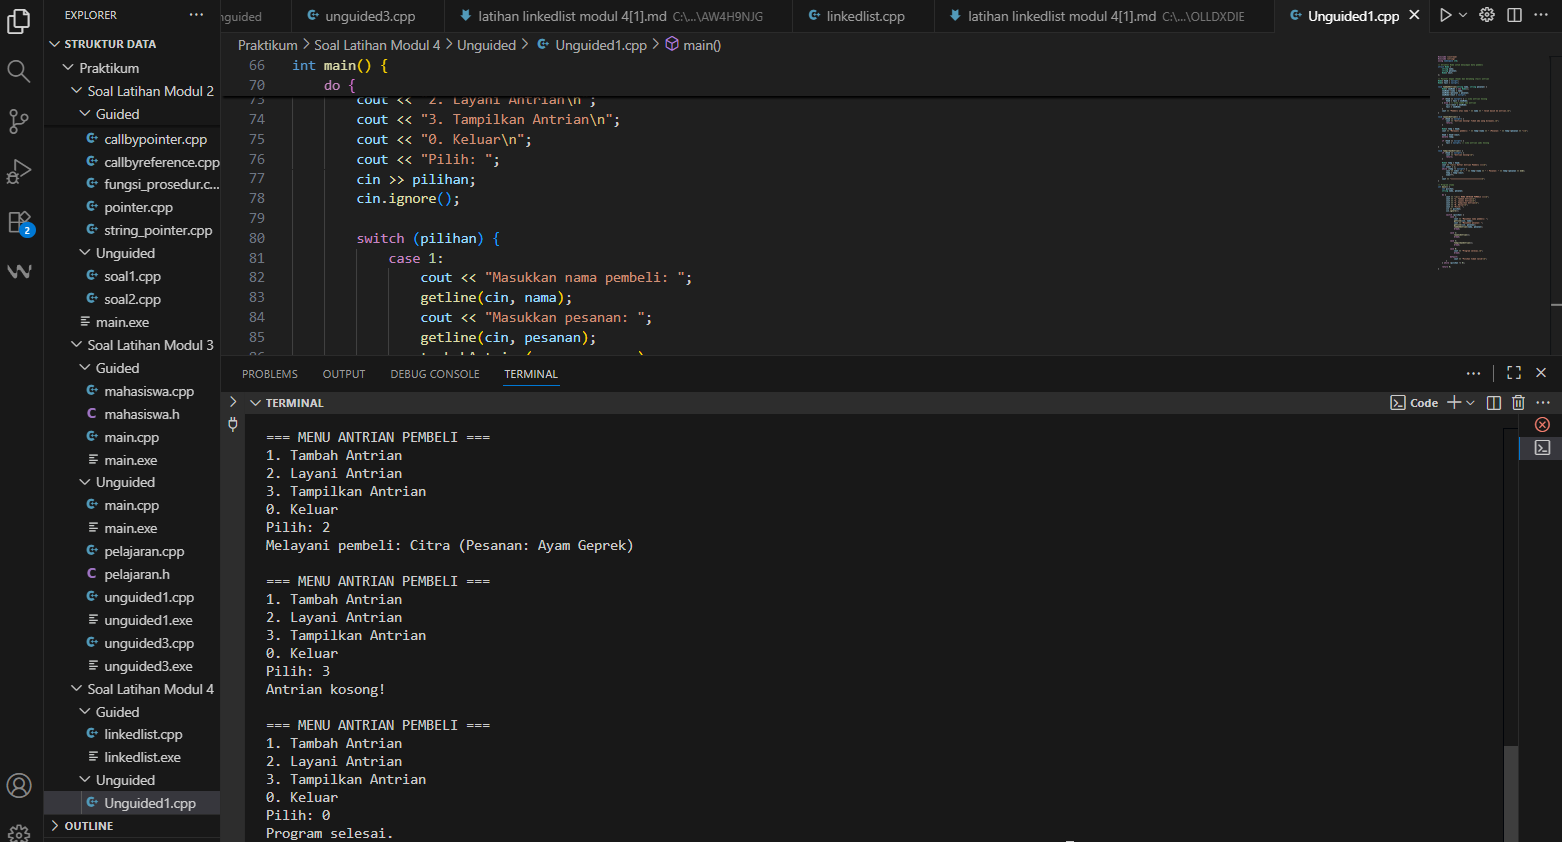 EXPLORER
STRUKTUR DATA
Praktikum
Soal Latihan Modul 2
Guided
callbypointer.cpp
callbyreference.cpp
fungsi_prosedur.c...
pointer.cpp
string_pointer.cpp
Unguided
soal1.cpp
soal2.cpp
main.exe
Soal Latihan Modul 3
Guided
mahasiswa.cpp
mahasiswa.h
main.cpp
main.exe
Unguided
main.cpp
main.exe
pelajaran.cpp
pelajaran.h
unguided1.cpp
unguided1.exe
unguided3.cpp
unguided3.exe
Soal Latihan Modul 4
Guided
linkedlist.cpp
linkedlist.exe
Unguided
Unguided1.cpp
OUTLINE
2
nguided
unguided3.cpp
latihan linkedlist modul 4[1].md C:\...\AW4H9NJG
linkedlist.cpp
latihan linkedlist modul 4[1].md C:\...\OLLDXDIE
Unguided1.cpp
Praktikum > Soal Latihan Modul 4 > Unguided > Unguided1.cpp > main()
66 int main() {
70 do {
73 cout << "2. Layani Antrian\n";
74 cout << "3. Tampilkan Antrian\n";
75 cout << "0. Keluar\n";
76 cout << "Pilih: ";
77 cin >> pilihan;
78 cin.ignore();
79
80 switch (pilihan) {
81 case 1:
82 cout << "Masukkan nama pembeli: ";
83 getline(cin, nama);
84 cout << "Masukkan pesanan: ";
85 getline(cin, pesanan);
PROBLEMS OUTPUT DEBUG CONSOLE TERMINAL
TERMINAL
Code
=== MENU ANTRIAN PEMBELI ===
1. Tambah Antrian
2. Layani Antrian
3. Tampilkan Antrian
0. Keluar
Pilih: 2
Melayani pembeli: Citra (Pesanan: Ayam Geprek)
=== MENU ANTRIAN PEMBELI ===
1. Tambah Antrian
2. Layani Antrian
3. Tampilkan Antrian
0. Keluar
Pilih: 3
Antrian kosong!
=== MENU ANTRIAN PEMBELI ===
1. Tambah Antrian
2. Layani Antrian
3. Tampilkan Antrian
0. Keluar
Pilih: 0
Program selesai.